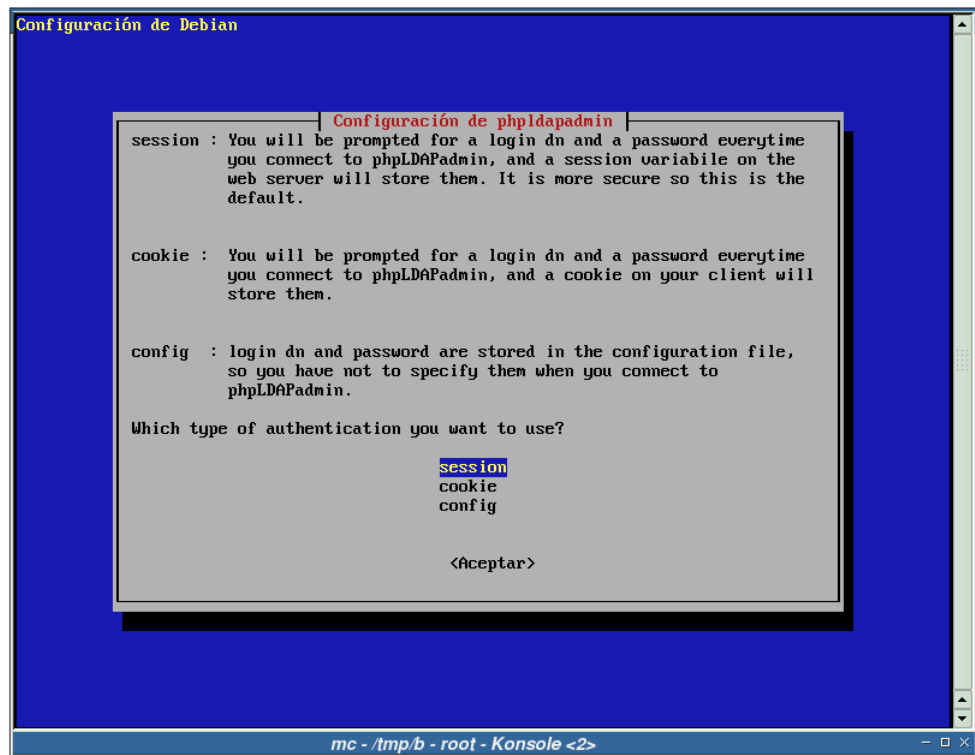 Configuración de Debian
Configuración de phpldapadmin
session : You will be prompted for a login dn and a password everytime
you connect to phpLDAPadmin, and a session variabile on the
web server will store them. It is more secure so this is the
default.
cookie : You will be prompted for a login dn and a password everytime
you connect to phpLDAPadmin, and a cookie on your client will
store them.
config : login dn and password are stored in the configuration file,
so you have not to specify them when you connect to
phpLDAPadmin.
Which type of authentication you want to use?
session
cookie
config
<Aceptar>
mc - /tmp/b - root - Konsole <2>